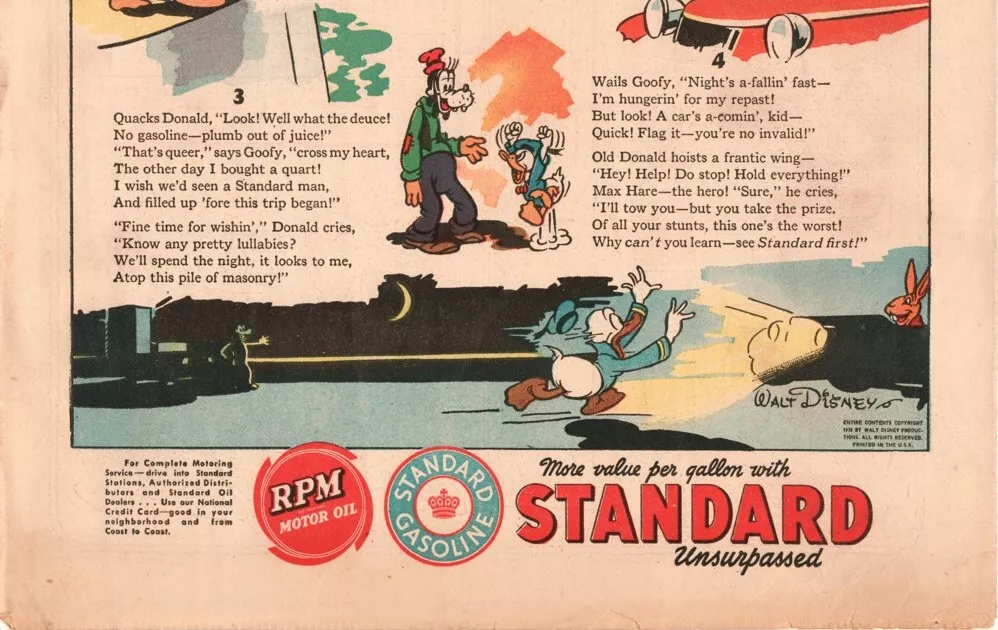 3
Quacks Donald, "Look! Well what the deuce!
No gasoline—plumb out of juice!"
"That's queer," says Goofy, "cross my heart,
The other day I bought a quart!
I wish we'd seen a Standard man,
And filled up 'fore this trip began!"
"Fine time for wishin'," Donald cries,
"Know any pretty lullabies?
We'll spend the night, it looks to me,
Atop this pile of masonry!"
4
Wails Goofy, "Night's a-fallin' fast—
I'm hungerin' for my repast!
But look! A car's a-comin', kid—
Quick! Flag it—you're no invalid!"
Old Donald hoists a frantic wing—
"Hey! Help! Do stop! Hold everything!"
Max Hare—the hero! "Sure," he cries,
"I'll tow you—but you take the prize.
Of all your stunts, this one's the worst!
Why can't you learn—see Standard first!"
WALT DISNEY
ENTIRE CONTENTS COPYRIGHT
BY WALT DISNEY PRODUC-
TIONS. ALL RIGHTS RESERVED.
PRINTED IN THE U.S.A.
For Complete Motoring
Service—drive into Standard
Stations, Authorized Distri-
butors and Standard Oil
Dealers . . . Use our National
Credit Card—good in your
neighborhood and from
Coast to Coast.
RPM
MOTOR OIL
STANDARD
GASOLINE
More value per gallon with
STANDARD
Unsurpassed